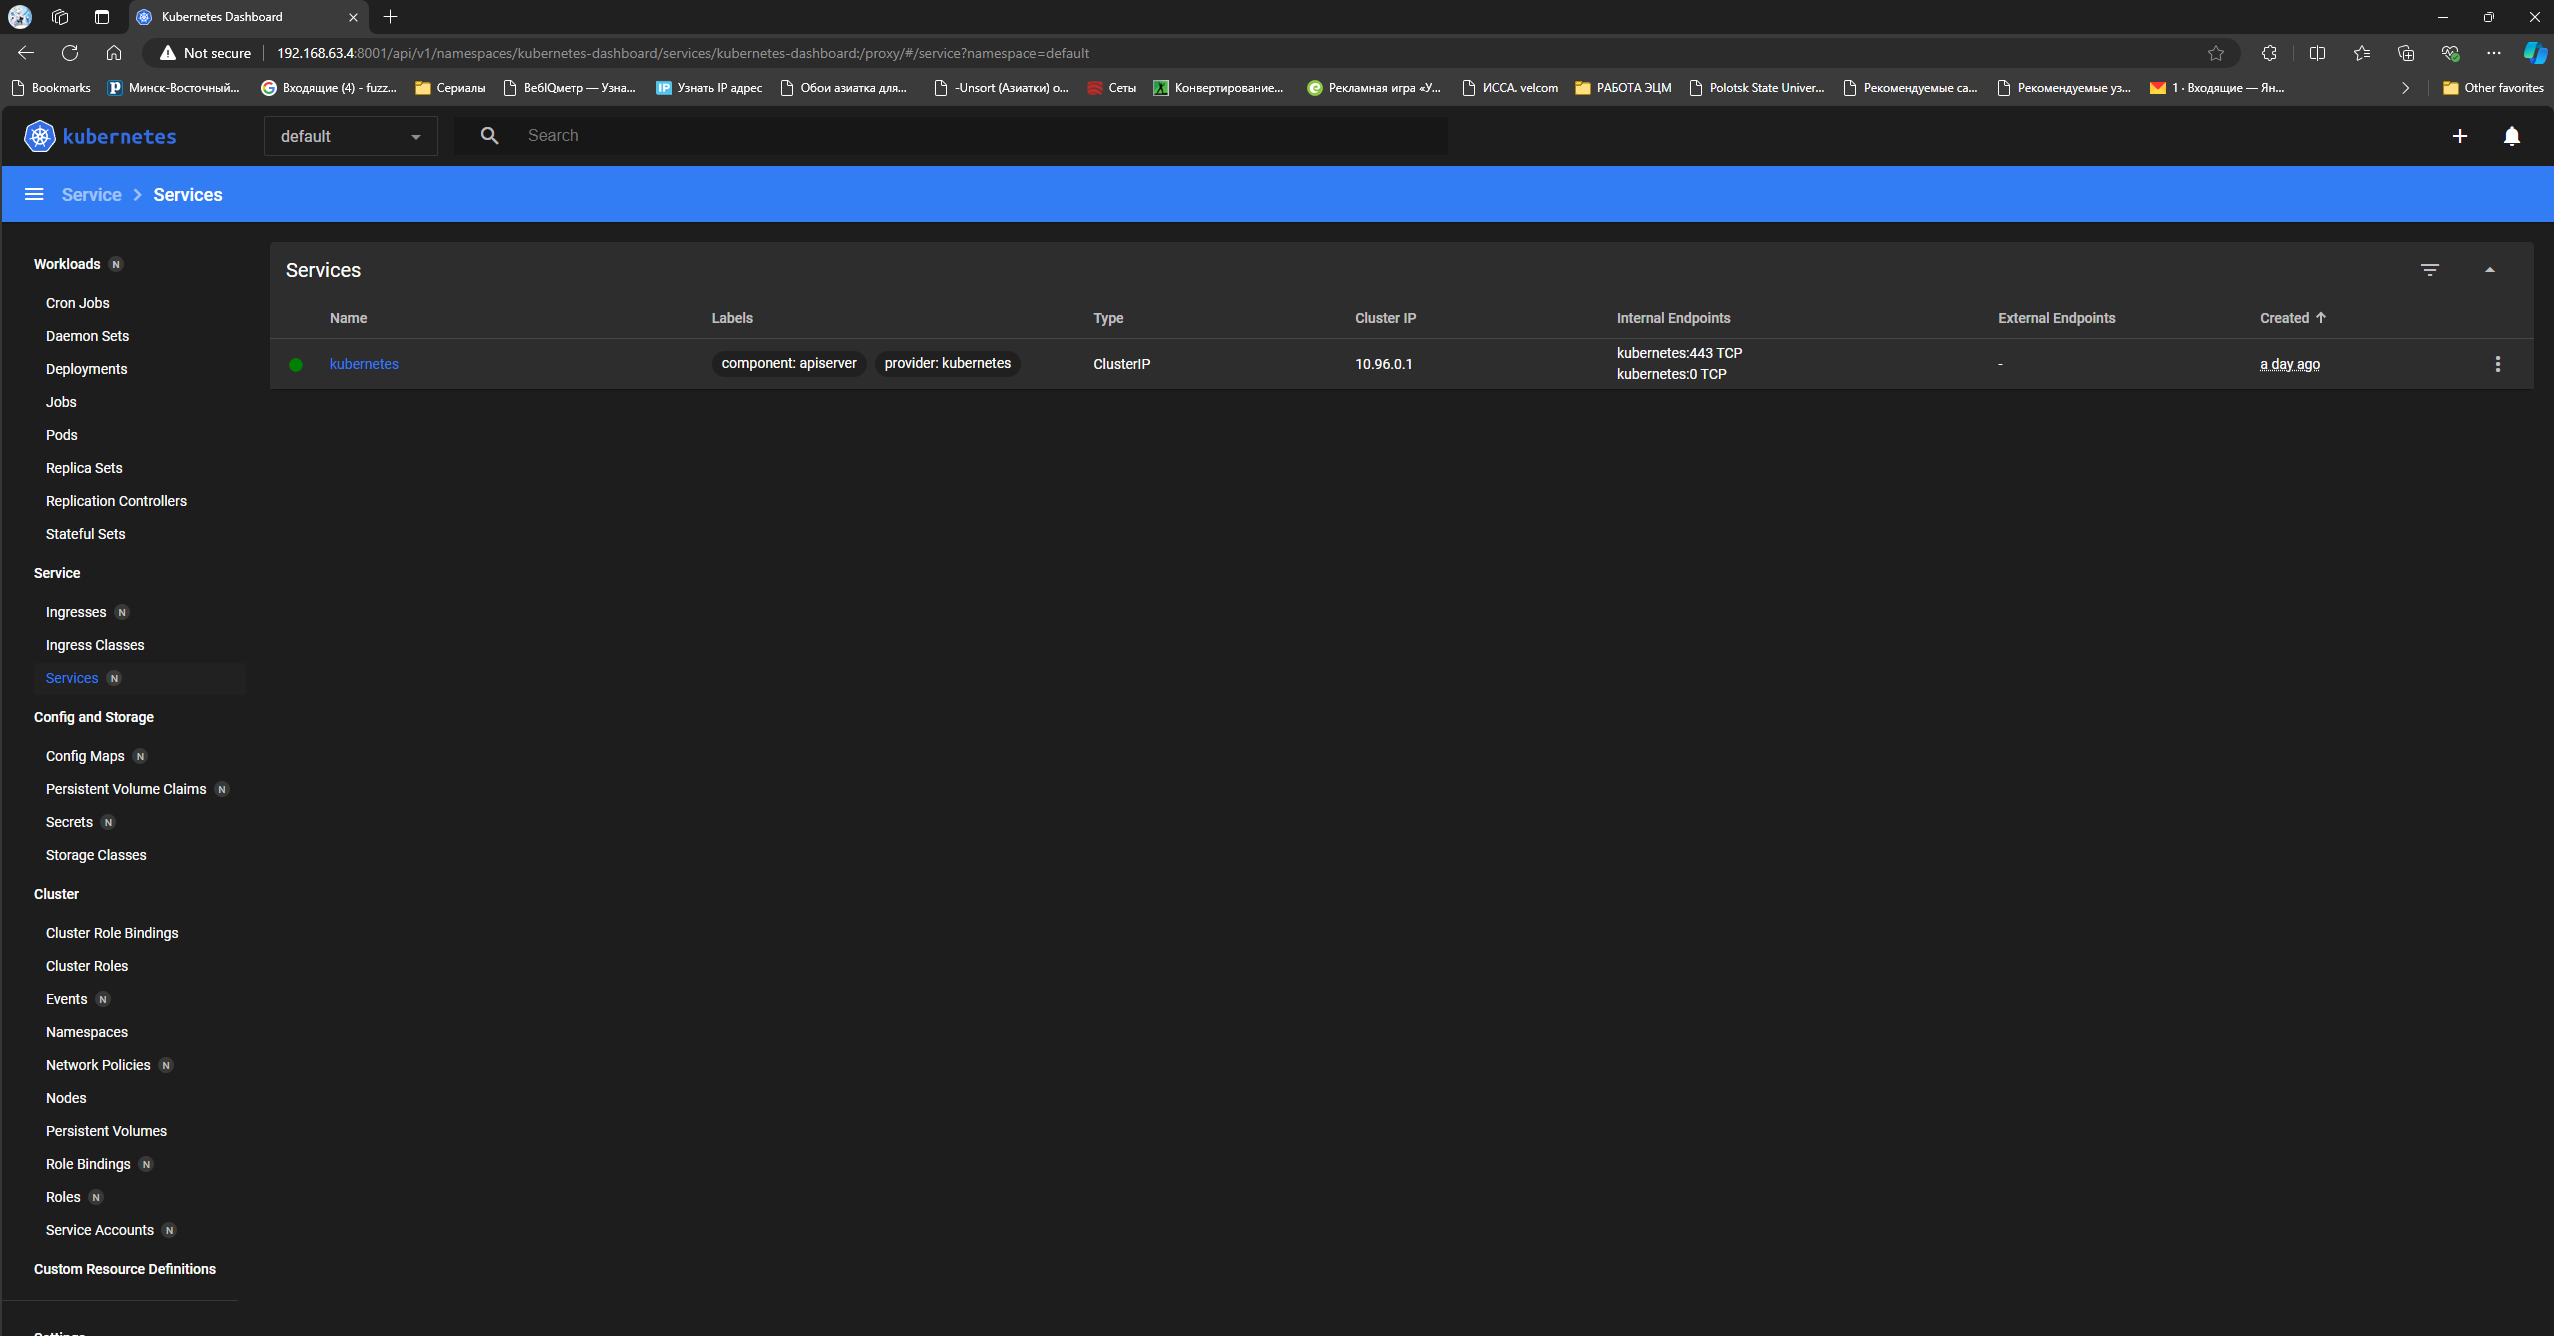 Kubernetes Dashboard
Not secure
192.168.63.4:8001/api/v1/namespaces/kubernetes-dashboard/services/kubernetes-dashboard:/proxy/#/service?namespace=default
Bookmarks
Минск-Восточный...
Входящие (4) - fuzz...
Сериалы
ВебIQметр — Узна...
IP Узнать IP адрес
Обои азиатка для...
-Unsort (Азиатки) о...
Сеты
Конвертирование...
Рекламная игра «У...
ИССА. velcom
РАБОТА ЭЦМ
Polotsk State Univer...
Рекомендуемые са...
Рекомендуемые уз...
1 · Входящие — Ян...
Other favorites
kubernetes
default
Search
Service
Services
Workloads N
Cron Jobs
Daemon Sets
Deployments
Jobs
Pods
Replica Sets
Replication Controllers
Stateful Sets
Service
Ingresses N
Ingress Classes
Services N
Config and Storage
Config Maps N
Persistent Volume Claims N
Secrets N
Storage Classes
Cluster
Cluster Role Bindings
Cluster Roles
Events N
Namespaces
Network Policies N
Nodes
Persistent Volumes
Role Bindings N
Roles N
Service Accounts N
Custom Resource Definitions
Settings
Services
Name Labels Type Cluster IP Internal Endpoints External Endpoints Created
kubernetes component: apiserver provider: kubernetes ClusterIP 10.96.0.1 kubernetes:443 TCP - a day ago
kubernetes:0 TCP